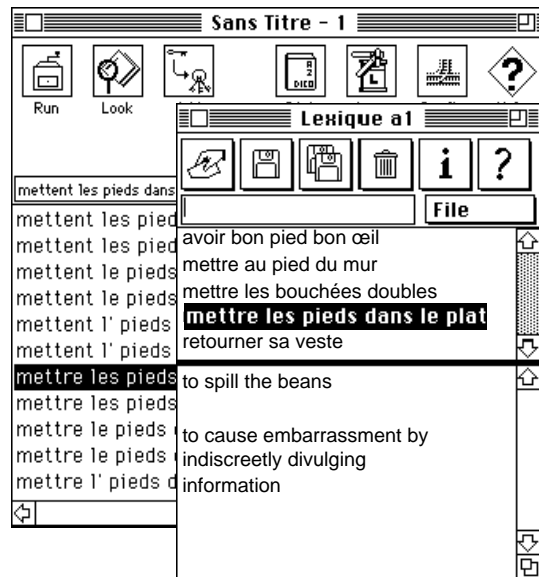 Sans Titre - 1
A
2
DICO
L
?
Run
Look
mettent les pieds dans
mettent les pied
mettent les pied
mettent le pieds
mettent le pieds
mettent l' pieds
mettent l' pieds
mettre les pieds
mettre les pieds
mettre le pieds
mettre le pieds
mettre l' pieds d
Lexique a1
i
?
File
avoir bon pied bon œil
mettre au pied du mur
mettre les bouchées doubles
mettre les pieds dans le plat
retourner sa veste
to spill the beans
to cause embarrassment by
indiscreetly divulging
information